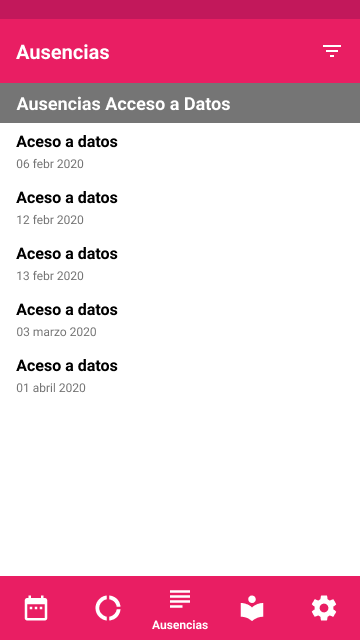 Ausencias
Ausencias Acceso a Datos
Aceso a datos
06 febr 2020
Aceso a datos
12 febr 2020
Aceso a datos
13 febr 2020
Aceso a datos
03 marzo 2020
Aceso a datos
01 abril 2020
Ausencias